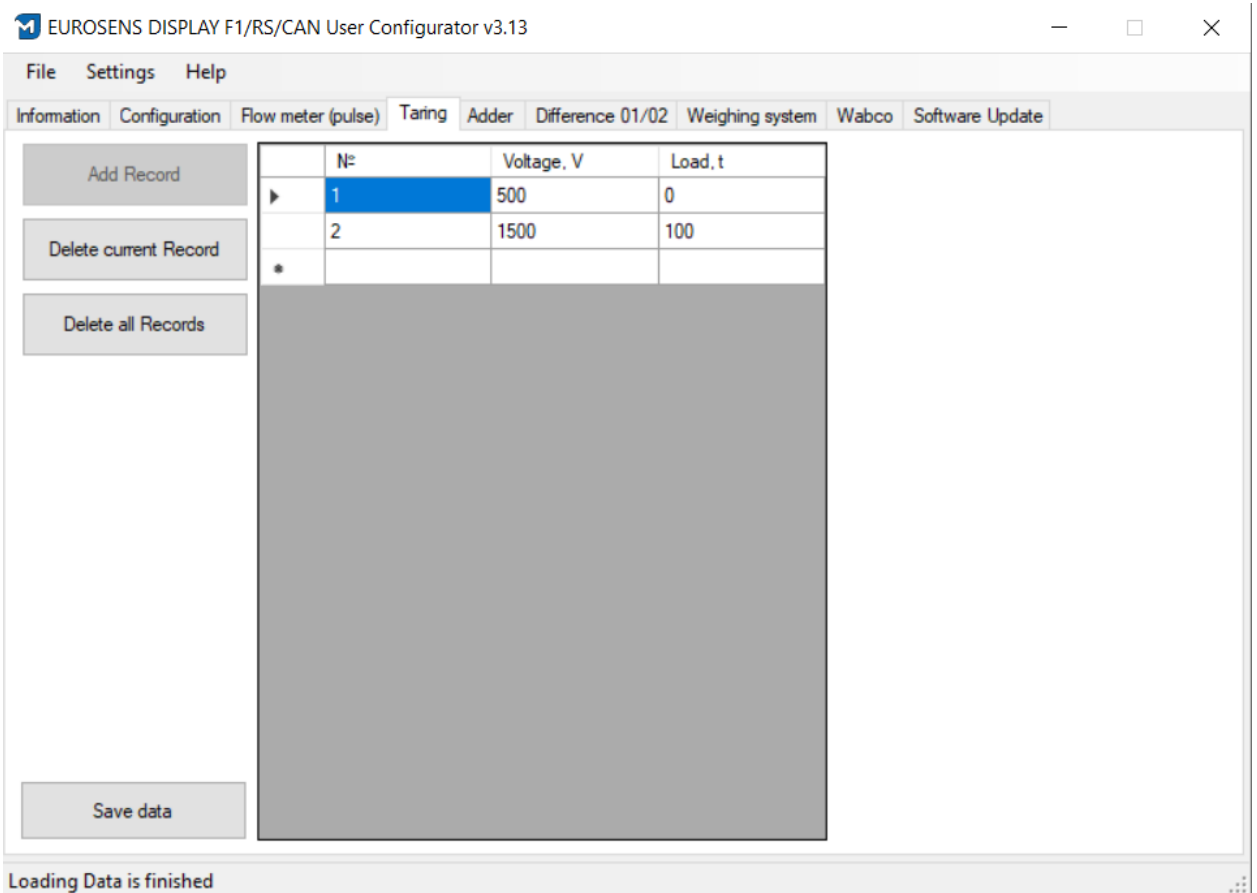 EUROSENS DISPLAY F1/RS/CAN User Configurator v3.13
File Settings Help
Information Configuration Flow meter (pulse) Taring Adder Difference 01/02 Weighing system Wabco Software Update
Add Record
Delete current Record
Delete all Records
№ Voltage, V Load, t
1 500 0
2 1500 100
Save data
Loading Data is finished